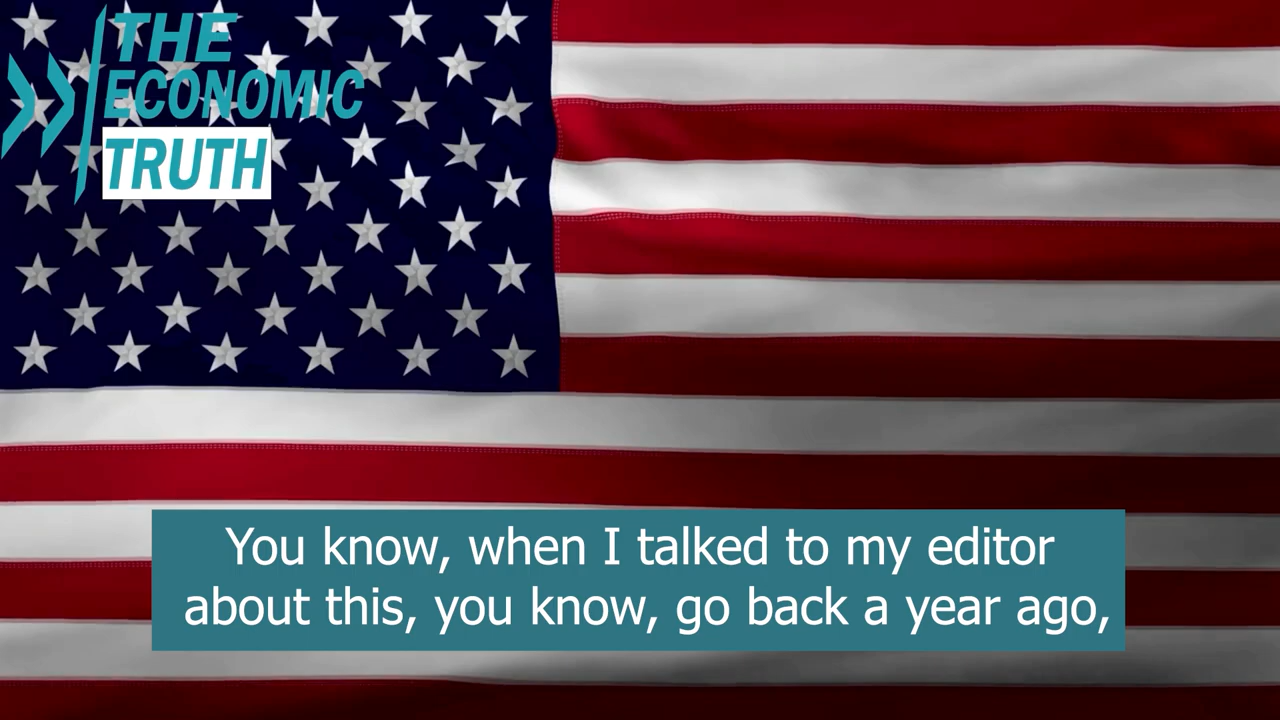 THE
ECONOMIC
TRUTH
You know, when I talked to my editor
about this, you know, go back a year ago,